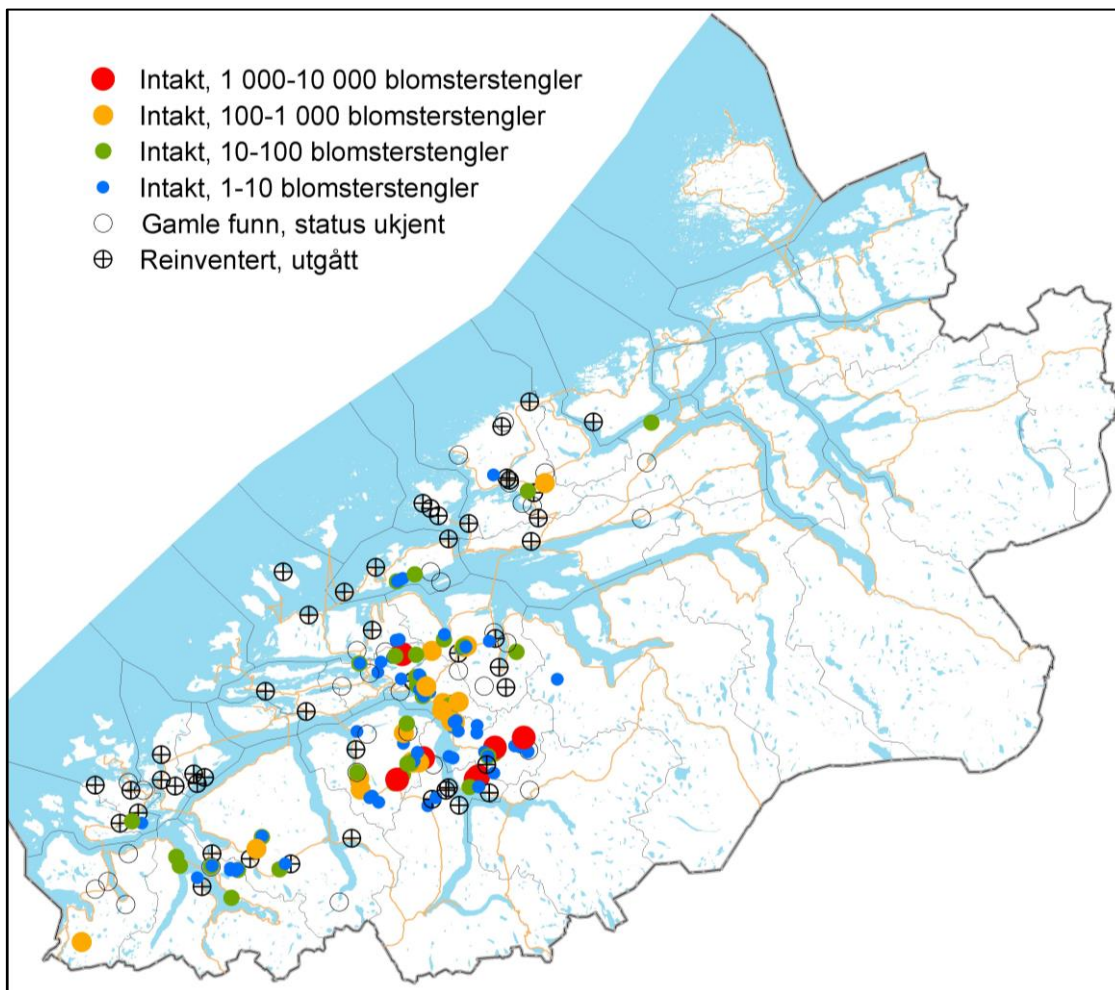 Intakt, 1 000-10 000 blomsterstengler
Intakt, 100-1 000 blomsterstengler
Intakt, 10-100 blomsterstengler
Intakt, 1-10 blomsterstengler
Gamle funn, status ukjent
Reinventert, utgått